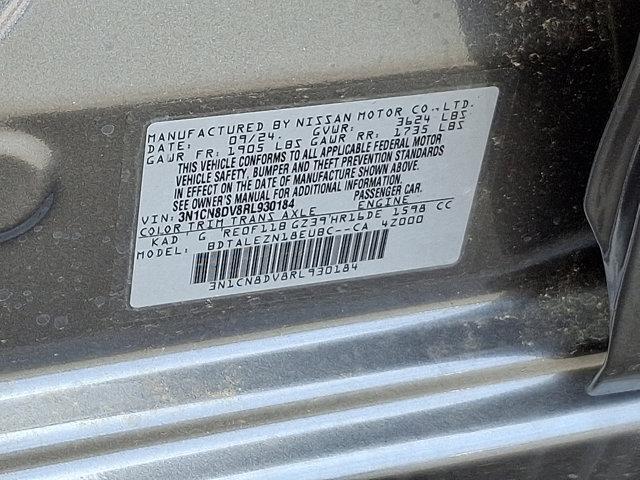 MANUFACTURED BY NISSAN MOTOR CO., LTD.
DATE: 09/24. GVWR: 3624 LBS
GAWR FR: 1905 LBS GAWR RR: 1735 LBS
THIS VEHICLE CONFORMS TO ALL APPLICABLE FEDERAL MOTOR
VEHICLE SAFETY, BUMPER AND THEFT PREVENTION STANDARDS
IN EFFECT ON THE DATE OF MANUFACTURE SHOWN ABOVE.
SEE OWNER'S MANUAL FOR ADDITIONAL INFORMATION.
VIN: 3N1CN8DV8RL930184 PASSENGER CAR
COLOR TRIM TRANS AXLE ENGINE
KAD G RE0F11B GZ39 HR16DE 1598 CC
MODEL: BDTALEZN18EUBC--CA 4Z000
3N1CN8DV8RL930184